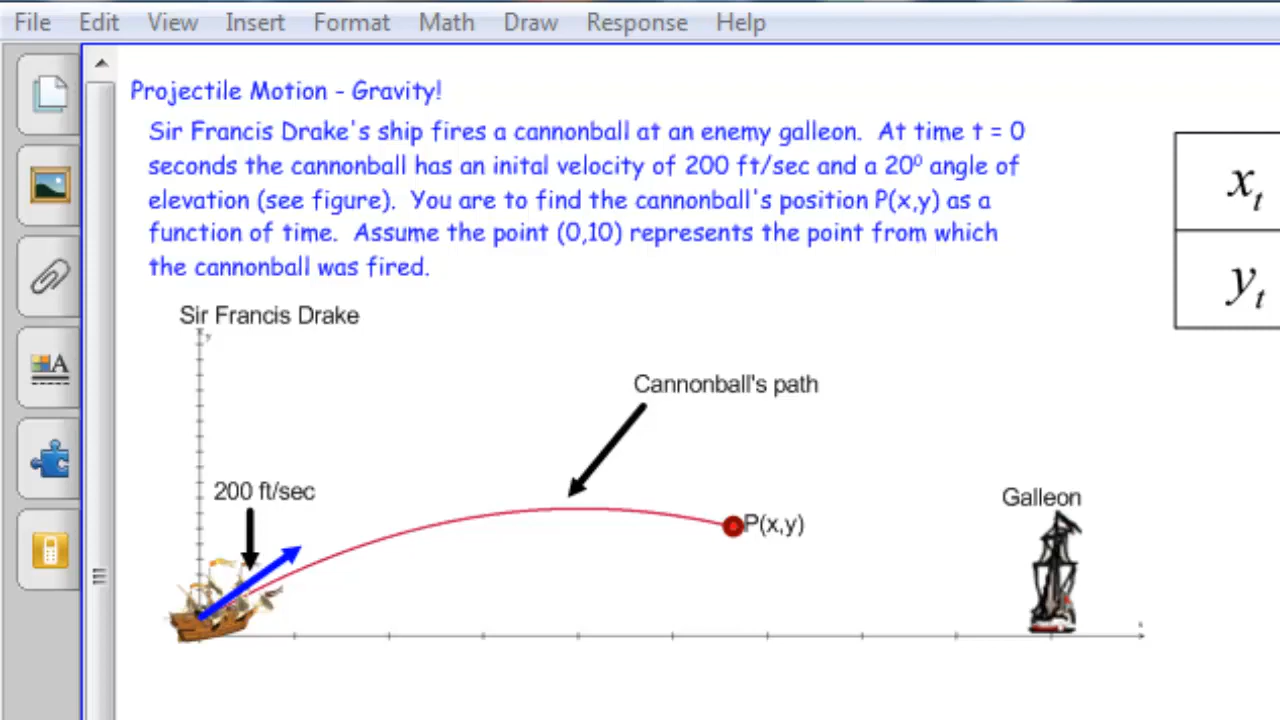 File Edit View Insert Format Math Draw Response Help
Projectile Motion - Gravity!
Sir Francis Drake's ship fires a cannonball at an enemy galleon. At time t = 0
seconds the cannonball has an inital velocity of 200 ft/sec and a 20⁰ angle of
elevation (see figure). You are to find the cannonball's position P(x,y) as a
function of time. Assume the point (0,10) represents the point from which
the cannonball was fired.
x_t
y_t
Sir Francis Drake
y
Cannonball's path
200 ft/sec
Galleon
P(x,y)
A